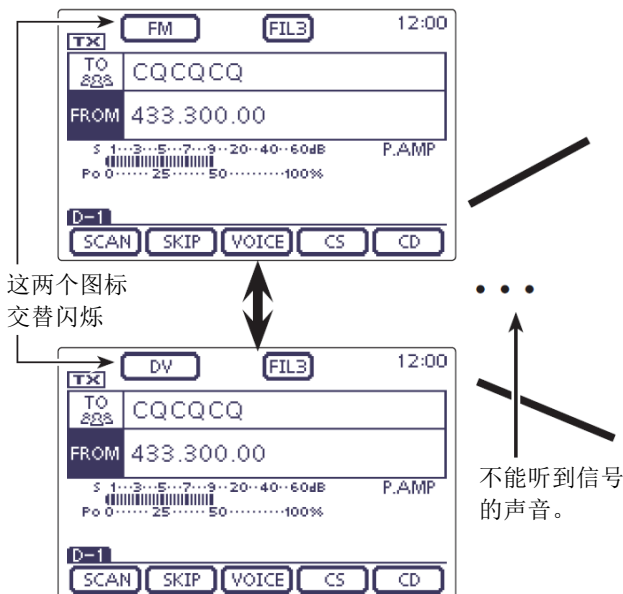 FM FIL3 12:00
TX
TO CQCQCQ
FROM 433.300.00
S 1··3···5···7···9··20··40··60dB P.AMP
Po 0······ 25 ······ 50 ·········100%
D-1
SCAN SKIP VOICE CS CD
这两个图标
交替闪烁
• • •
DV FIL3 12:00
TX
TO CQCQCQ
FROM 433.300.00
S 1··3···5···7···9··20··40··60dB P.AMP
Po 0······ 25 ······ 50 ·········100%
D-1
SCAN SKIP VOICE CS CD
不能听到信号
的声音。